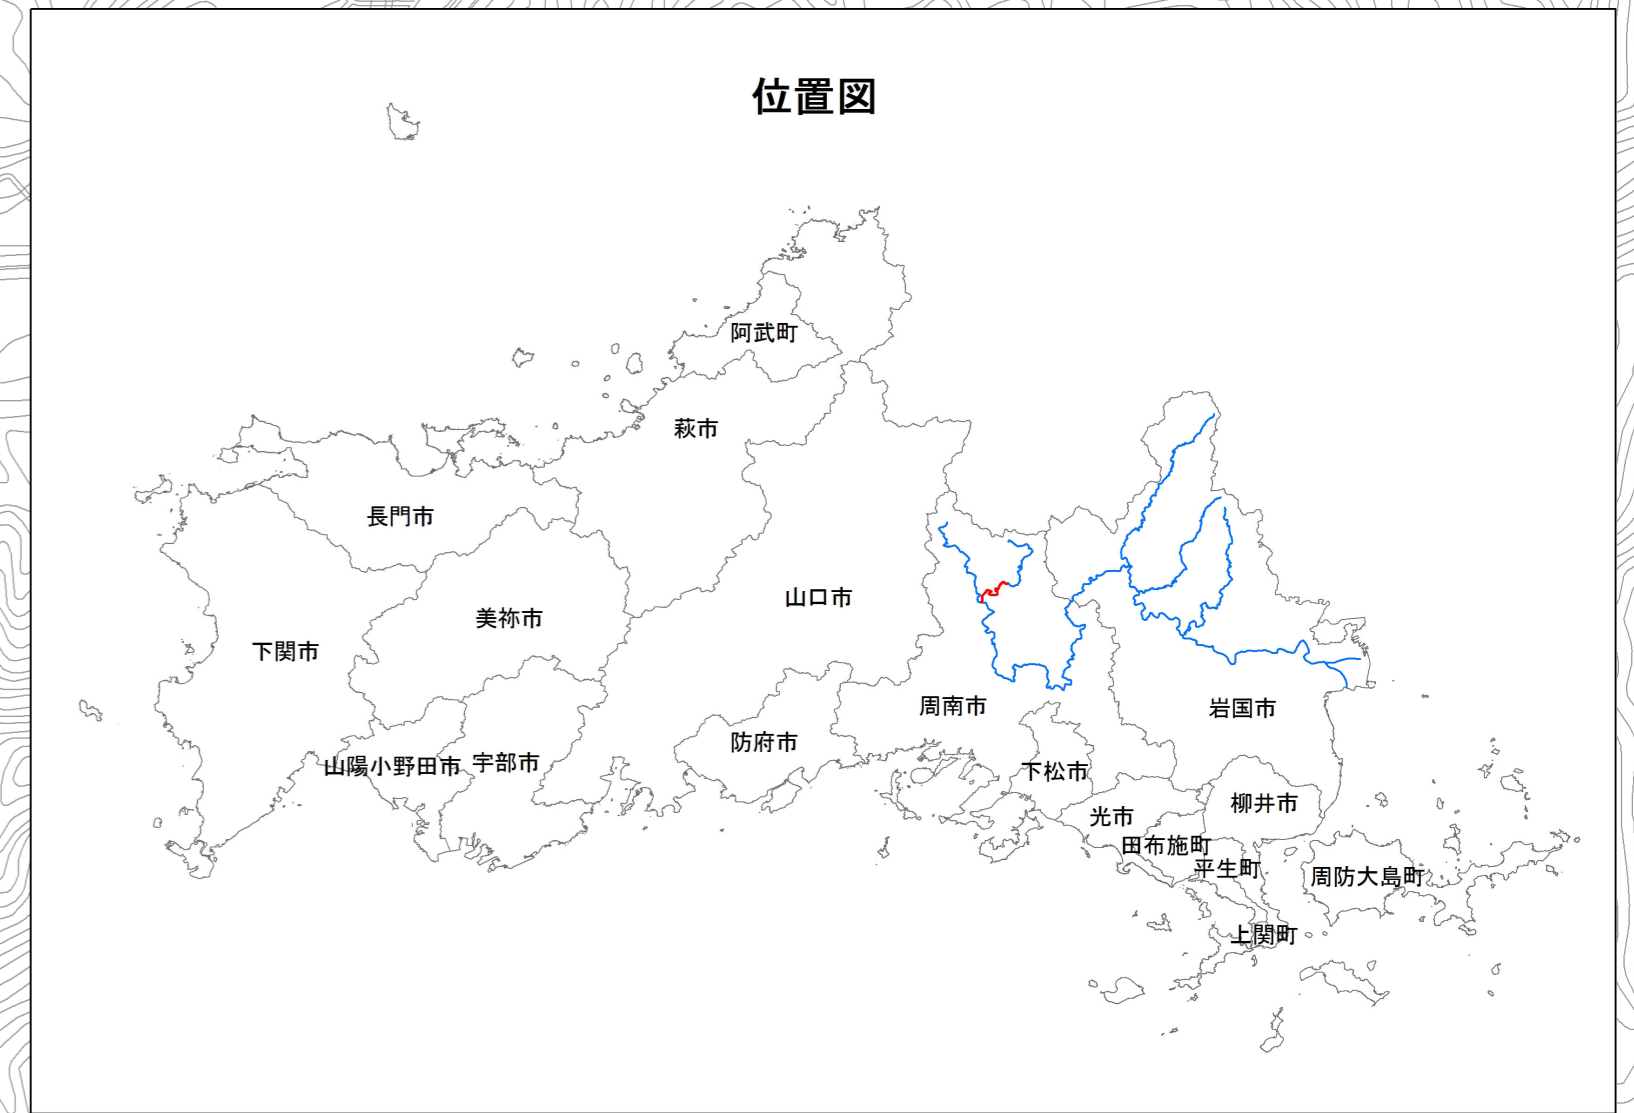 位置図
阿武町
萩市
長門市
山口市
美祢市
下関市
周南市
岩国市
防府市
宇部市
山陽小野田市
下松市
柳井市
光市
田布施町
平生町
周防大島町
上関町